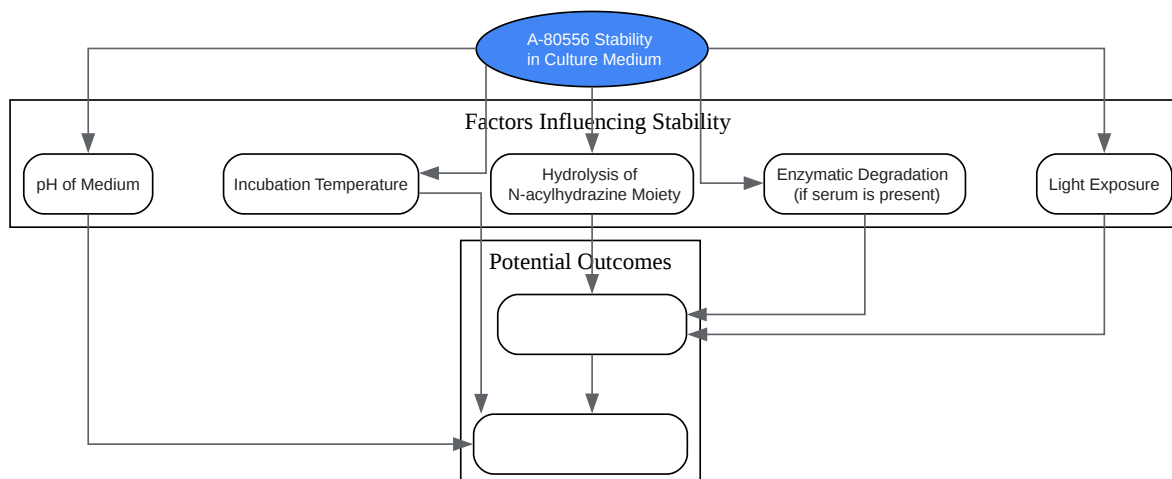 A-80556 Stability
in Culture Medium
Factors Influencing Stability
pH of Medium
Incubation Temperature
Hydrolysis of
N-acylhydrazine Moiety
Enzymatic Degradation
(if serum is present)
Light Exposure
Potential Outcomes